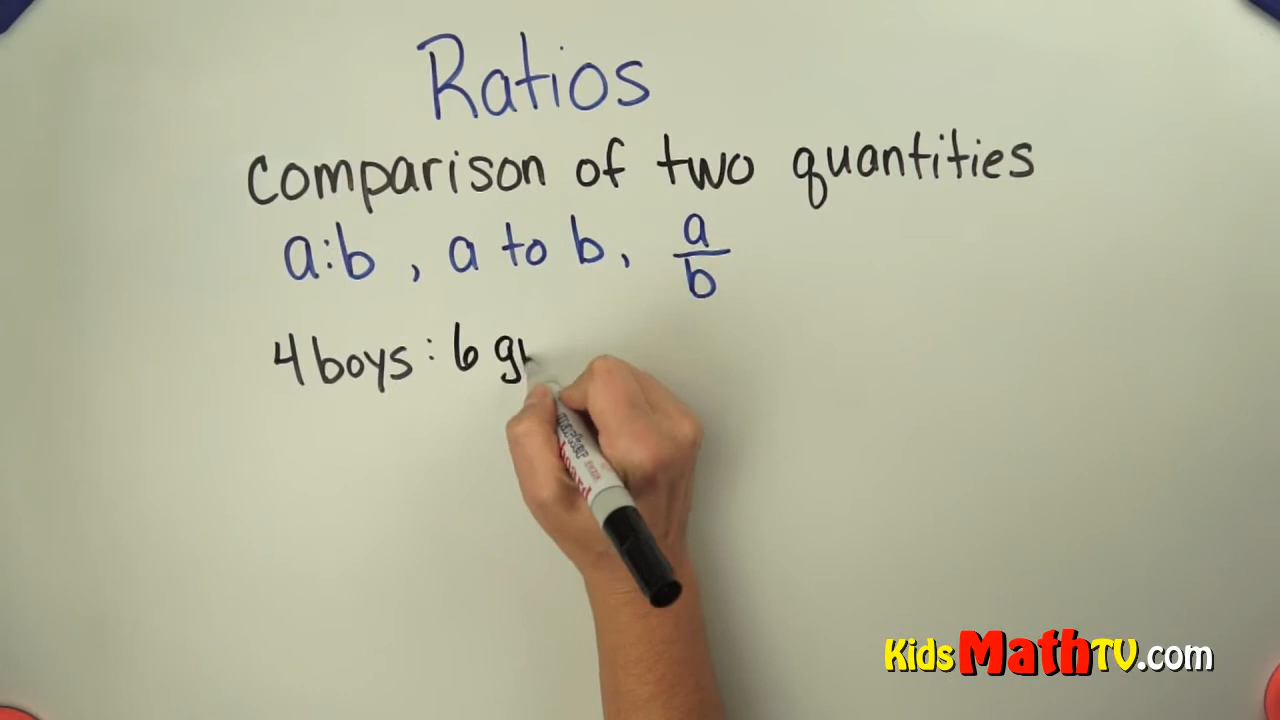 Ratios
comparison of two quantities
a:b , a to b, a/b
4 boys : 6
KidsMathTV.com